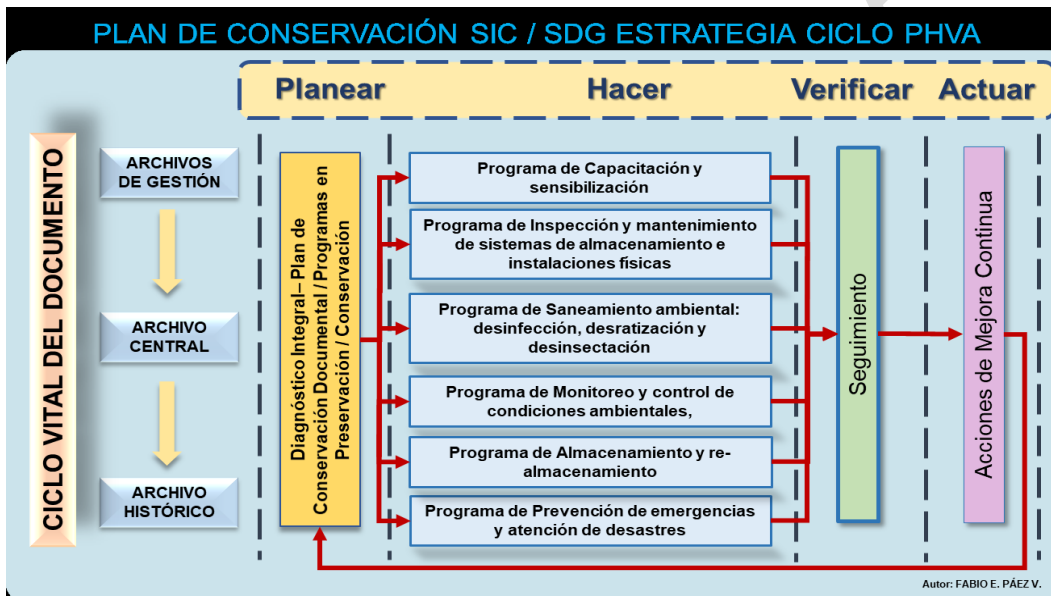 PLAN DE CONSERVACIÓN SIC / SDG ESTRATEGIA CICLO PHVA
Planear
Hacer
Verificar
Actuar
CICLO VITAL DEL DOCUMENTO
ARCHIVOS
DE GESTIÓN
ARCHIVO
CENTRAL
ARCHIVO
HISTÓRICO
Diagnóstico Integral– Plan de
Conservación Documental / Programas en
Preservación / Conservación
Programa de Capacitación y
sensibilización
Programa de Inspección y mantenimiento
de sistemas de almacenamiento e
instalaciones físicas
Programa de Saneamiento ambiental:
desinfección, desratización y
desinsectación
Programa de Monitoreo y control de
condiciones ambientales,
Programa de Almacenamiento y re-
almacenamiento
Programa de Prevención de emergencias
y atención de desastres
Seguimiento
Acciones de Mejora Continua
Autor: FABIO E. PÁEZ V.